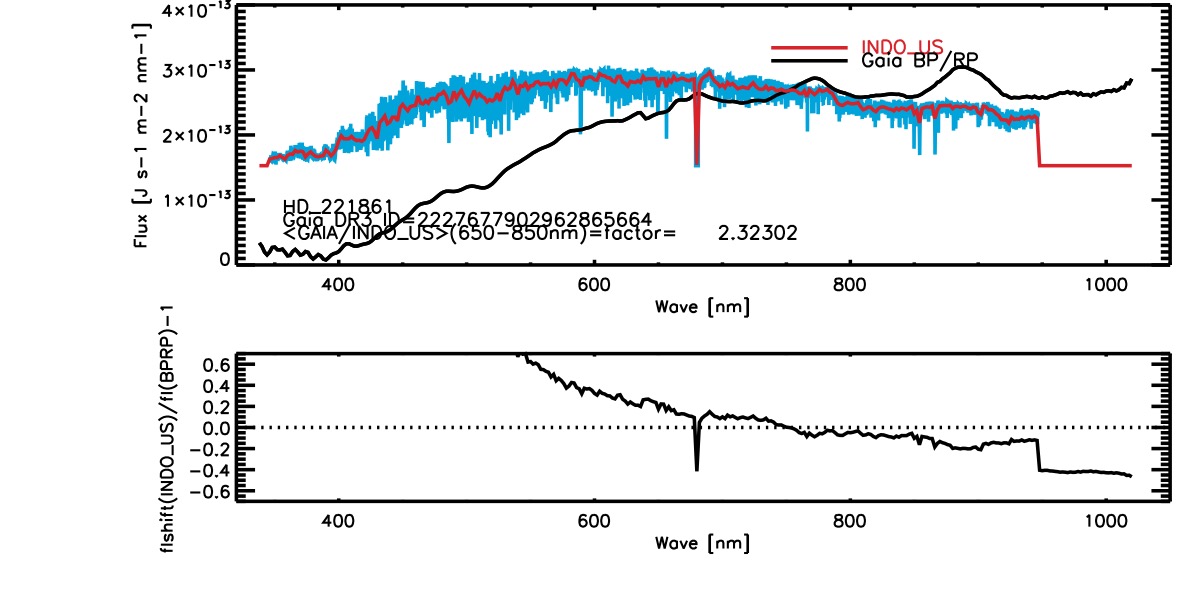 4×10⁻¹³
3×10⁻¹³
2×10⁻¹³
1×10⁻¹³
0
Flux [J s-1 m-2 nm-1]
INDO_US
Gaia BP/RP
HD_221861
Gaia DR3 ID=2227677902962865664
<GAIA/INDO_US>(650-850nm)=factor= 2.32302
400 600 800 1000
Wave [nm]
flshift(INDO_US)/fl(BPRP)-1
0.6
0.4
0.2
0.0
-0.2
-0.4
-0.6
400 600 800 1000
Wave [nm]